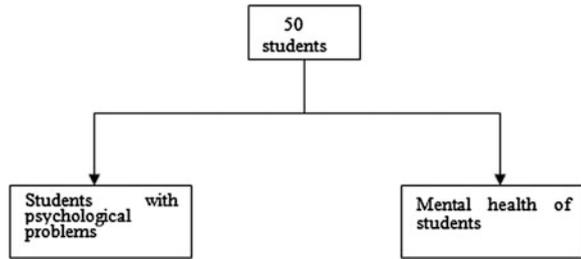 50
students
Students with
psychological
problems
Mental health of
students